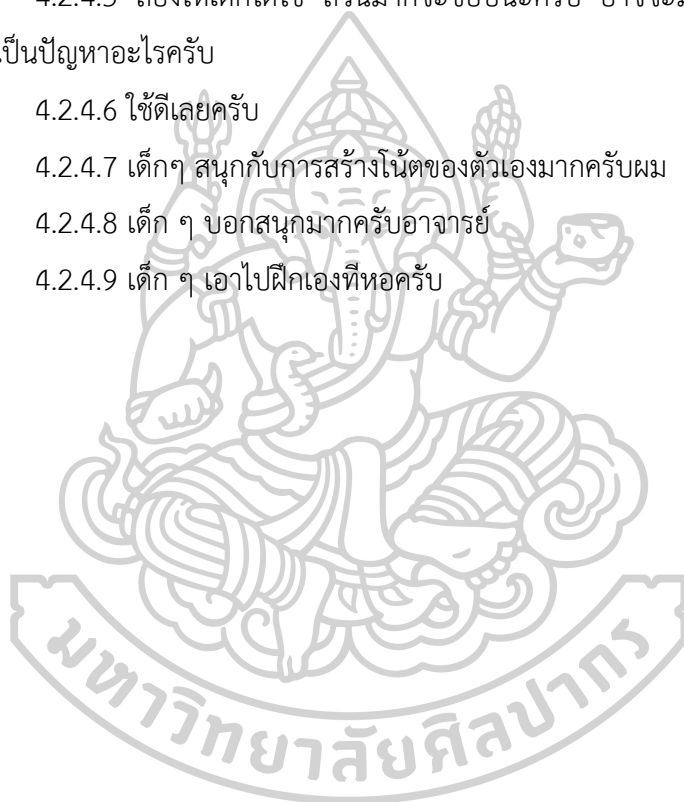 เป็นปัญหาอะไรครับ
4.2.4.6 ใช้ดีเลยครับ
4.2.4.7 เด็กๆ สนุกกับการสร้างโน้ตของตัวเองมากครับผม
4.2.4.8 เด็ก ๆ บอกสนุกมากครับอาจารย์
4.2.4.9 เด็ก ๆ เอาไปฝึกเองทีหอครับ
มหาวิทยาลัยศิลปากร